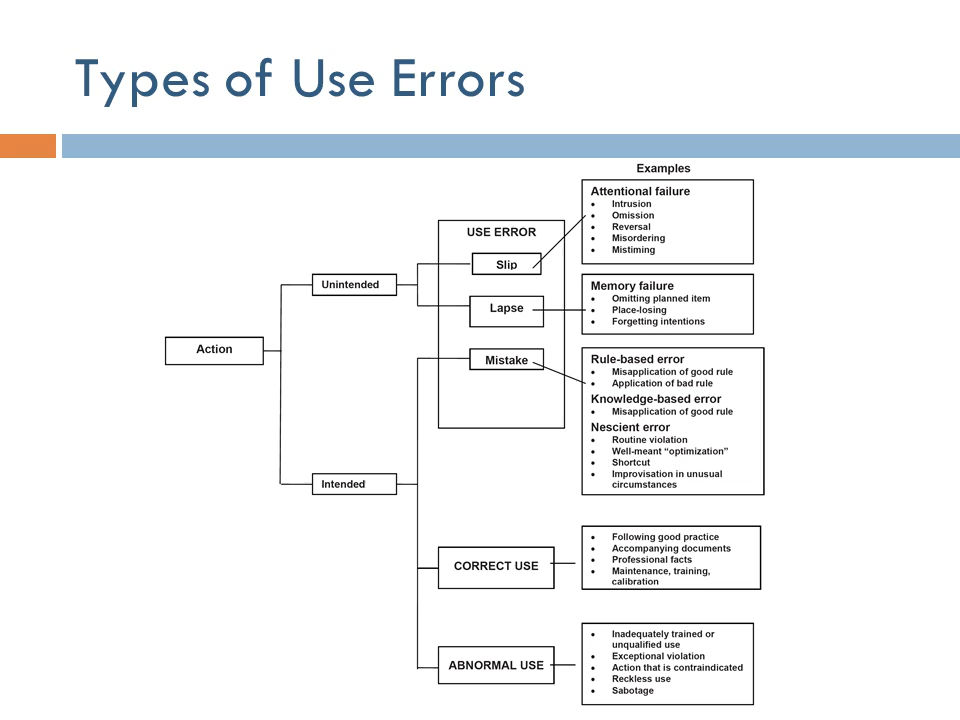 Types of Use Errors
Examples
Attentional failure
• Intrusion
• Omission
• Reversal
• Misordering
• Mistiming
USE ERROR
Slip
Unintended
Memory failure
• Omitting planned item
• Place-losing
• Forgetting intentions
Lapse
Action
Mistake
Rule-based error
• Misapplication of good rule
• Application of bad rule
Knowledge-based error
• Misapplication of good rule
Nescient error
• Routine violation
• Well-meant “optimization”
• Shortcut
• Improvisation in unusual
circumstances
Intended
CORRECT USE
• Following good practice
• Accompanying documents
• Professional facts
• Maintenance, training,
calibration
ABNORMAL USE
• Inadequately trained or
unqualified use
• Exceptional violation
• Action that is contraindicated
• Reckless use
• Sabotage